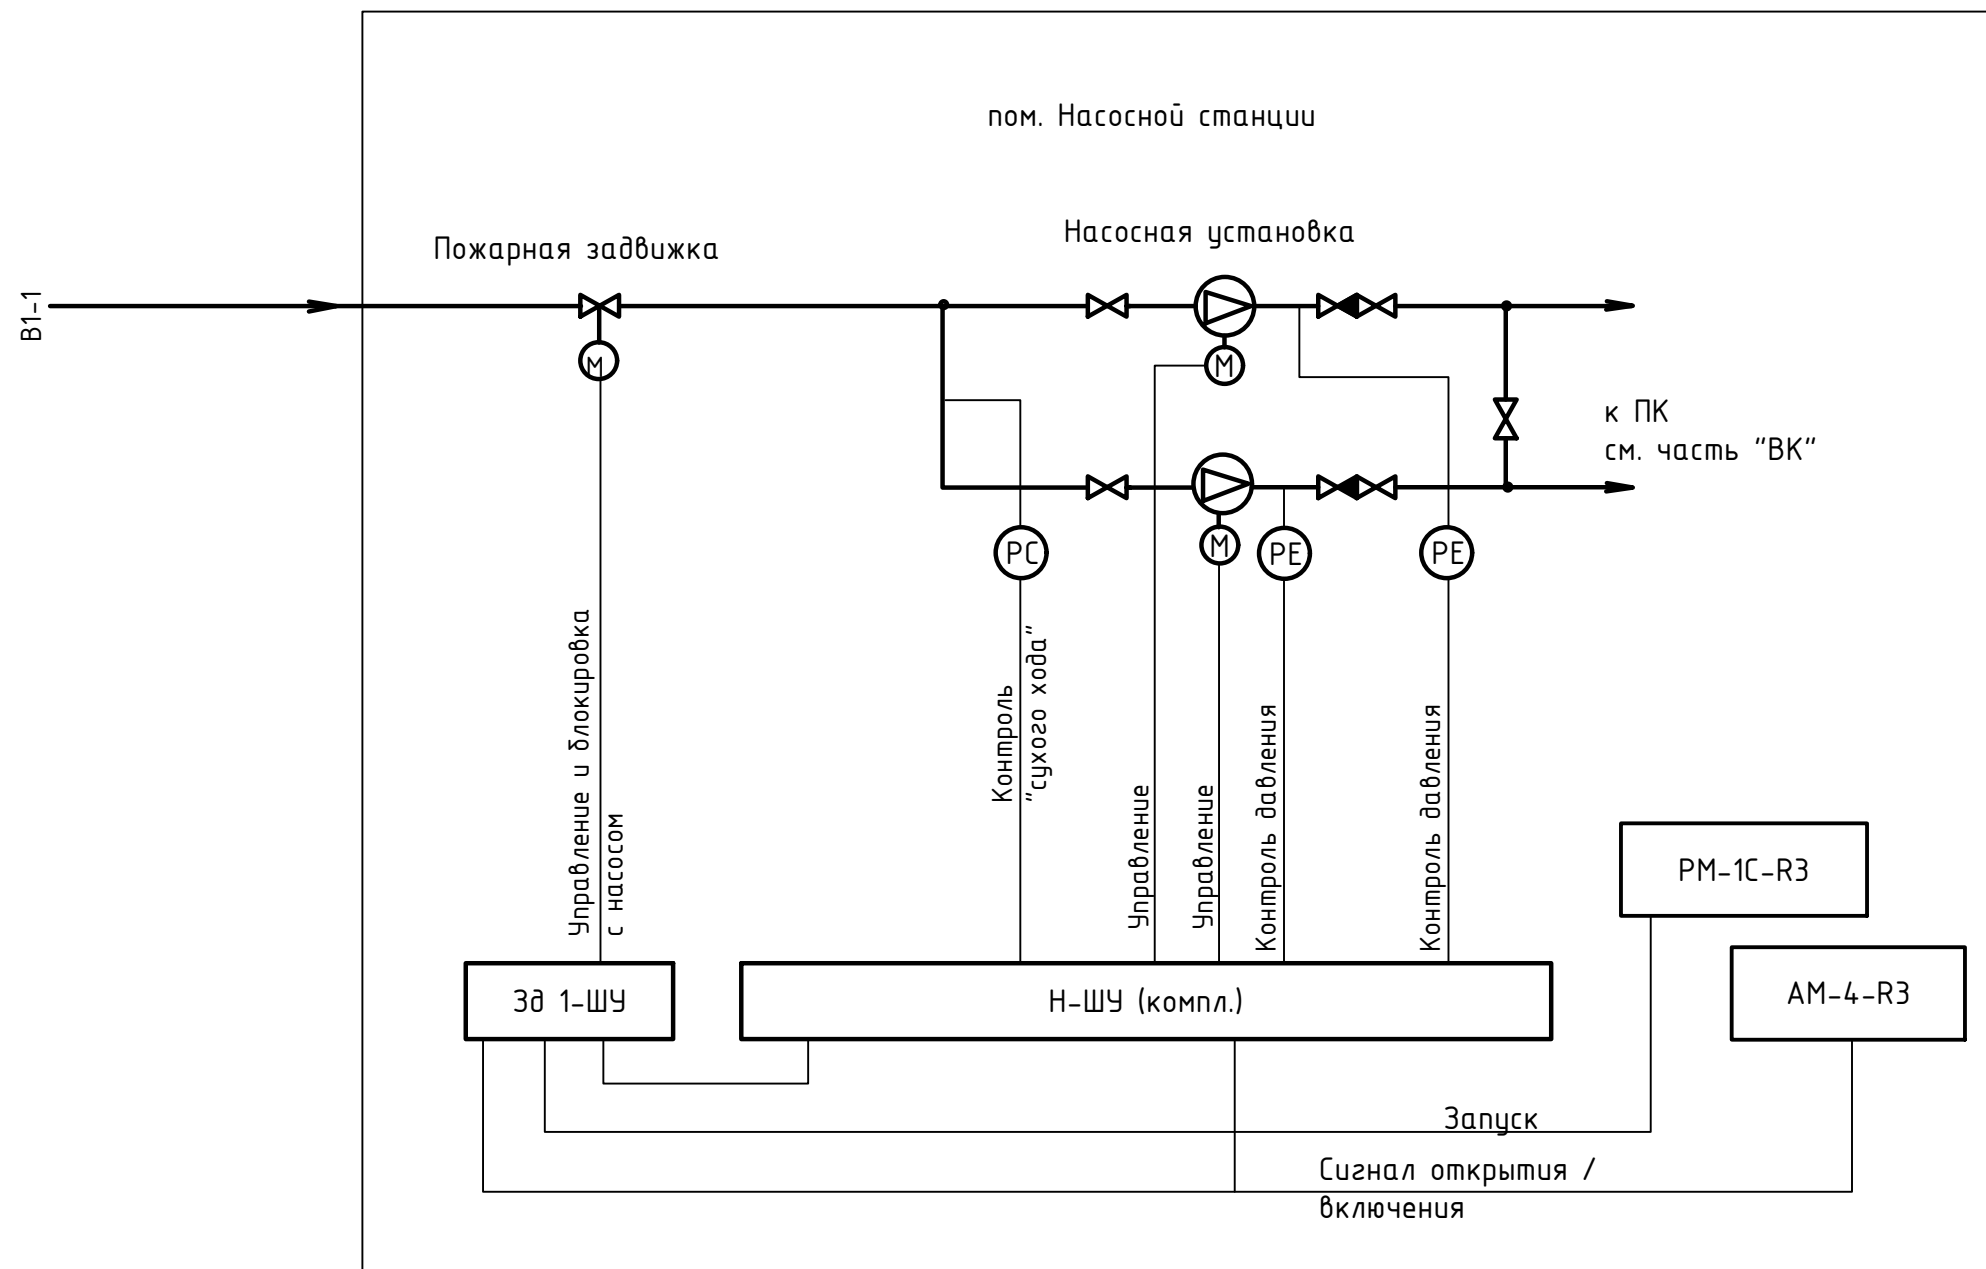 пом. Насосной станции
Насосная установка
Пожарная задвижка
В1-1
М
М
к ПК
см. часть "ВК"
РС
М
РЕ
РЕ
Управление и блокировка
с насосом
Контроль
"сухого хода"
Управление
Управление
Контроль давления
Контроль давления
РМ-1С-R3
Зд 1-ШУ
Н-ШУ (компл.)
АМ-4-R3
Запуск
Сигнал открытия /
включения